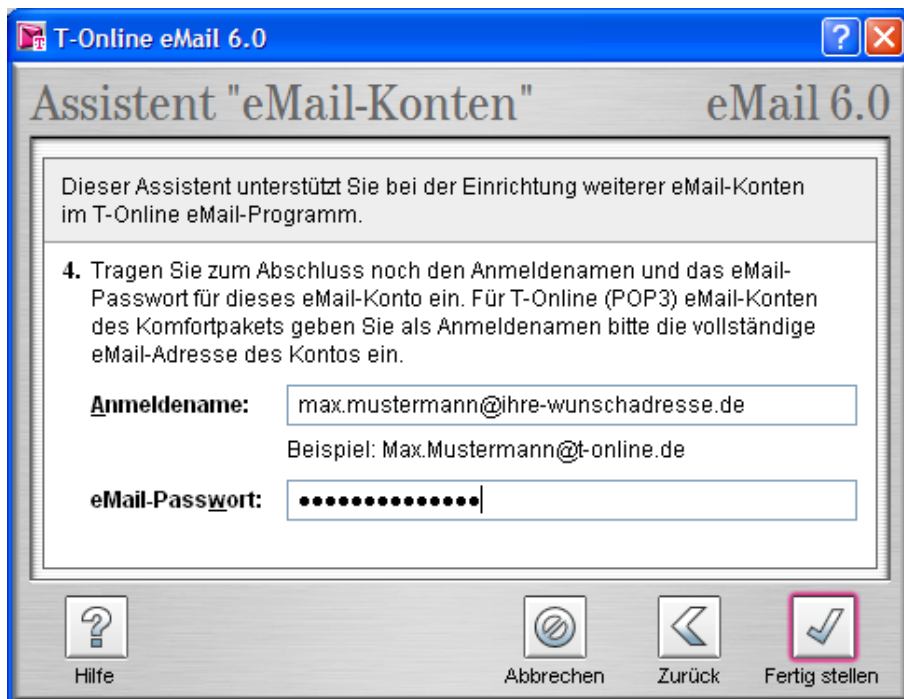 T-Online eMail 6.0
Assistent "eMail-Konten" eMail 6.0
Dieser Assistent unterstützt Sie bei der Einrichtung weiterer eMail-Konten
im T-Online eMail-Programm.
4. Tragen Sie zum Abschluss noch den Anmeldenamen und das eMail-
Passwort für dieses eMail-Konto ein. Für T-Online (POP3) eMail-Konten
des Komfortpakets geben Sie als Anmeldenamen bitte die vollständige
eMail-Adresse des Kontos ein.
Anmeldename: max.mustermann@ihre-wunschadresse.de
Beispiel: Max.Mustermann@t-online.de
eMail-Passwort: ●●●●●●●●●●●●●●
Hilfe Abbrechen Zurück Fertig stellen